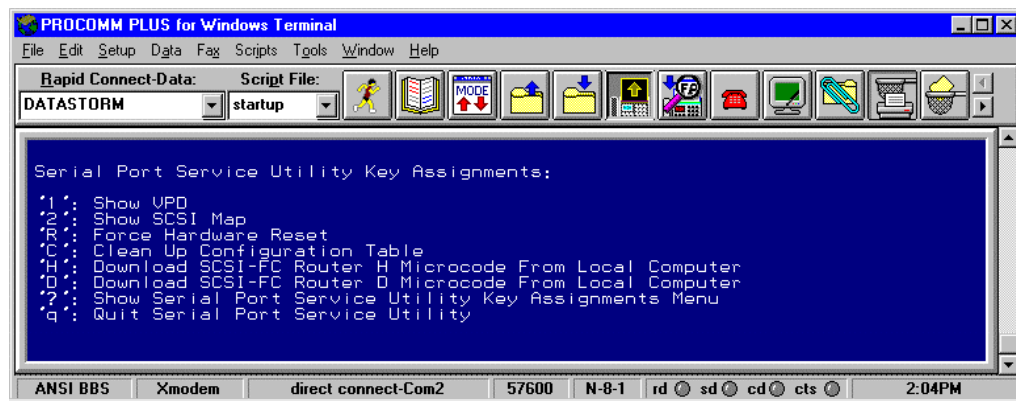 PROCOMM PLUS for Windows Terminal
File Edit Setup Data Fax Scripts Tools Window Help
Rapid Connect-Data: Script File:
DATASTORM startup MODE FP
Serial Port Service Utility Key Assignments:
'1': Show VPD
'2': Show SCSI Map
'R': Force Hardware Reset
'C': Clean Up Configuration Table
'H': Download SCSI-FC Router H Microcode From Local Computer
'D': Download SCSI-FC Router D Microcode From Local Computer
'?': Show Serial Port Service Utility Key Assignments Menu
'q': Quit Serial Port Service Utility
ANSI BBS Xmodem direct connect-Com2 57600 N-8-1 rd sd cd cts 2:04PM